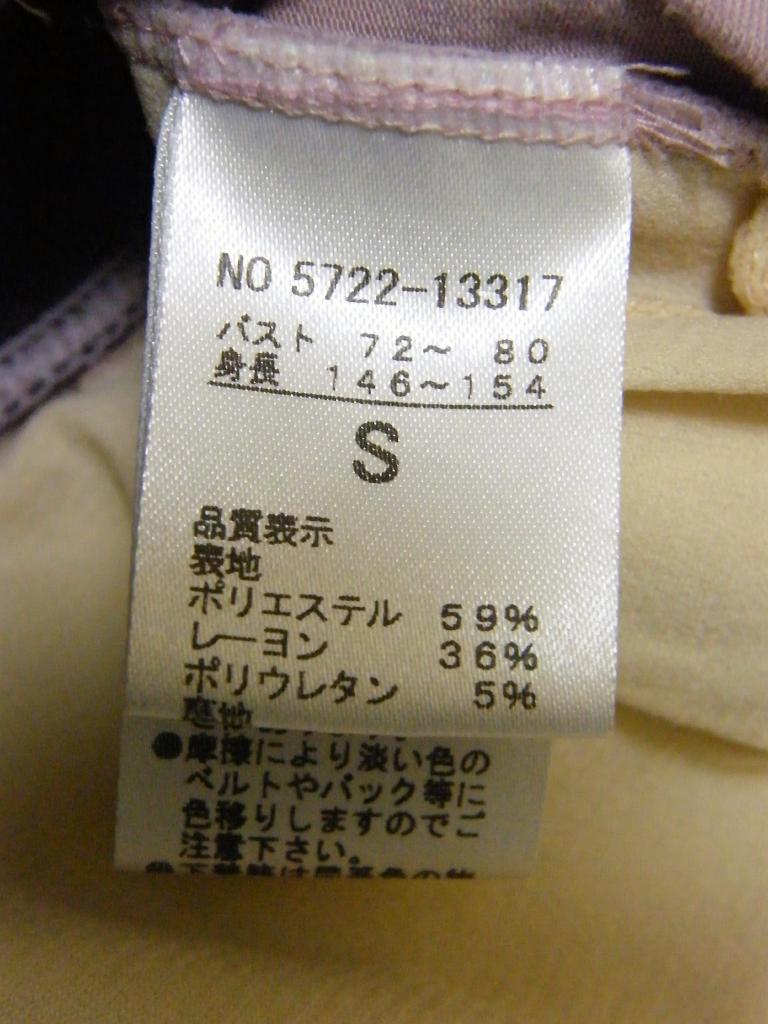 NO 5722-13317
バスト 72〜 80
身長 146〜154
S
品質表示
表地
ポリエステル 59%
レーヨン 36%
ポリウレタン 5%
●摩擦により淡い色の
ベルトやバック等に
色移りしますのでご
注意下さい。